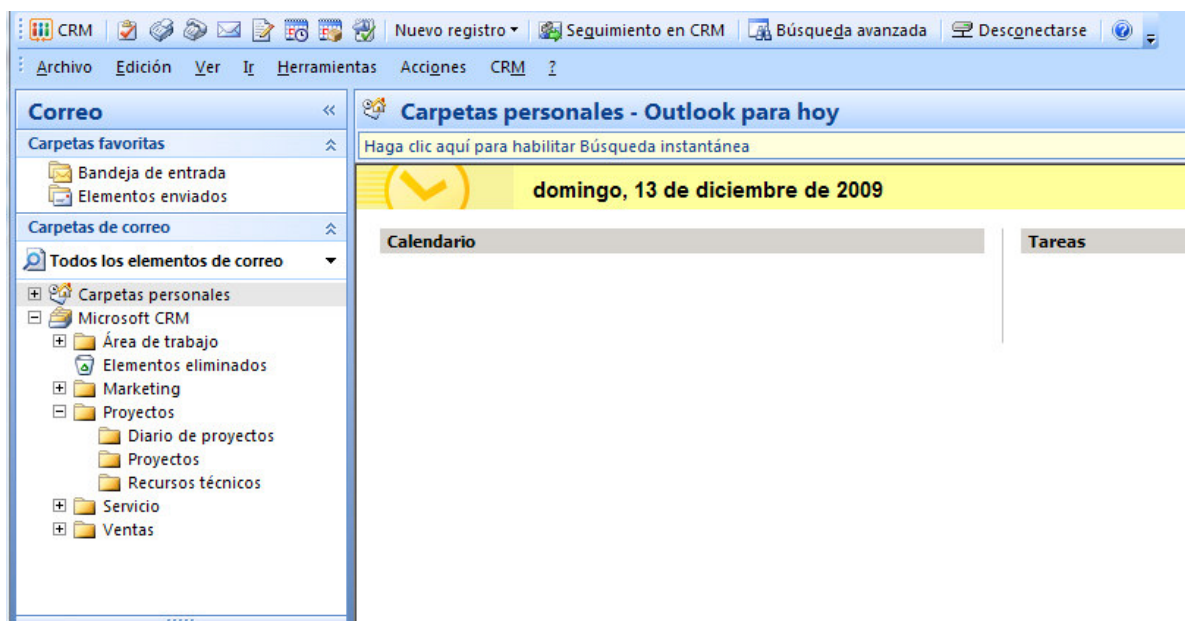 CRM Nuevo registro Seguimiento en CRM Búsqueda avanzada Desconectarse
Archivo Edición Ver Ir Herramientas Acciones CRM ?
Correo
Carpetas favoritas
Bandeja de entrada
Elementos enviados
Carpetas de correo
Todos los elementos de correo
Carpetas personales
Microsoft CRM
Área de trabajo
Elementos eliminados
Marketing
Proyectos
Diario de proyectos
Proyectos
Recursos técnicos
Servicio
Ventas
Carpetas personales - Outlook para hoy
Haga clic aquí para habilitar Búsqueda instantánea
domingo, 13 de diciembre de 2009
Calendario
Tareas